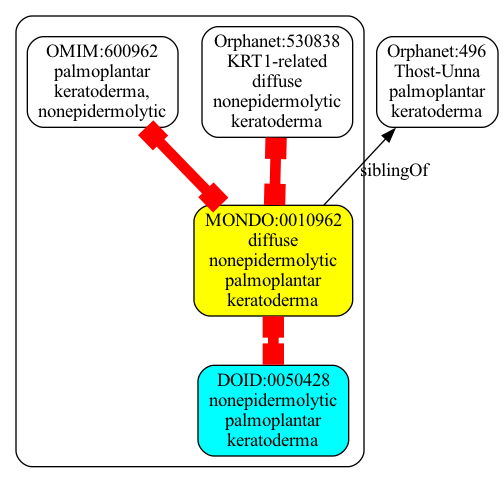 OMIM:600962
palmoplantar
keratoderma,
nonepidermolytic
Orphanet:530838
KRT1-related
diffuse
nonepidermolytic
keratoderma
Orphanet:496
Thost-Unna
palmoplantar
keratoderma
siblingOf
MONDO:0010962
diffuse
nonepidermolytic
palmoplantar
keratoderma
DOID:0050428
nonepidermolytic
palmoplantar
keratoderma